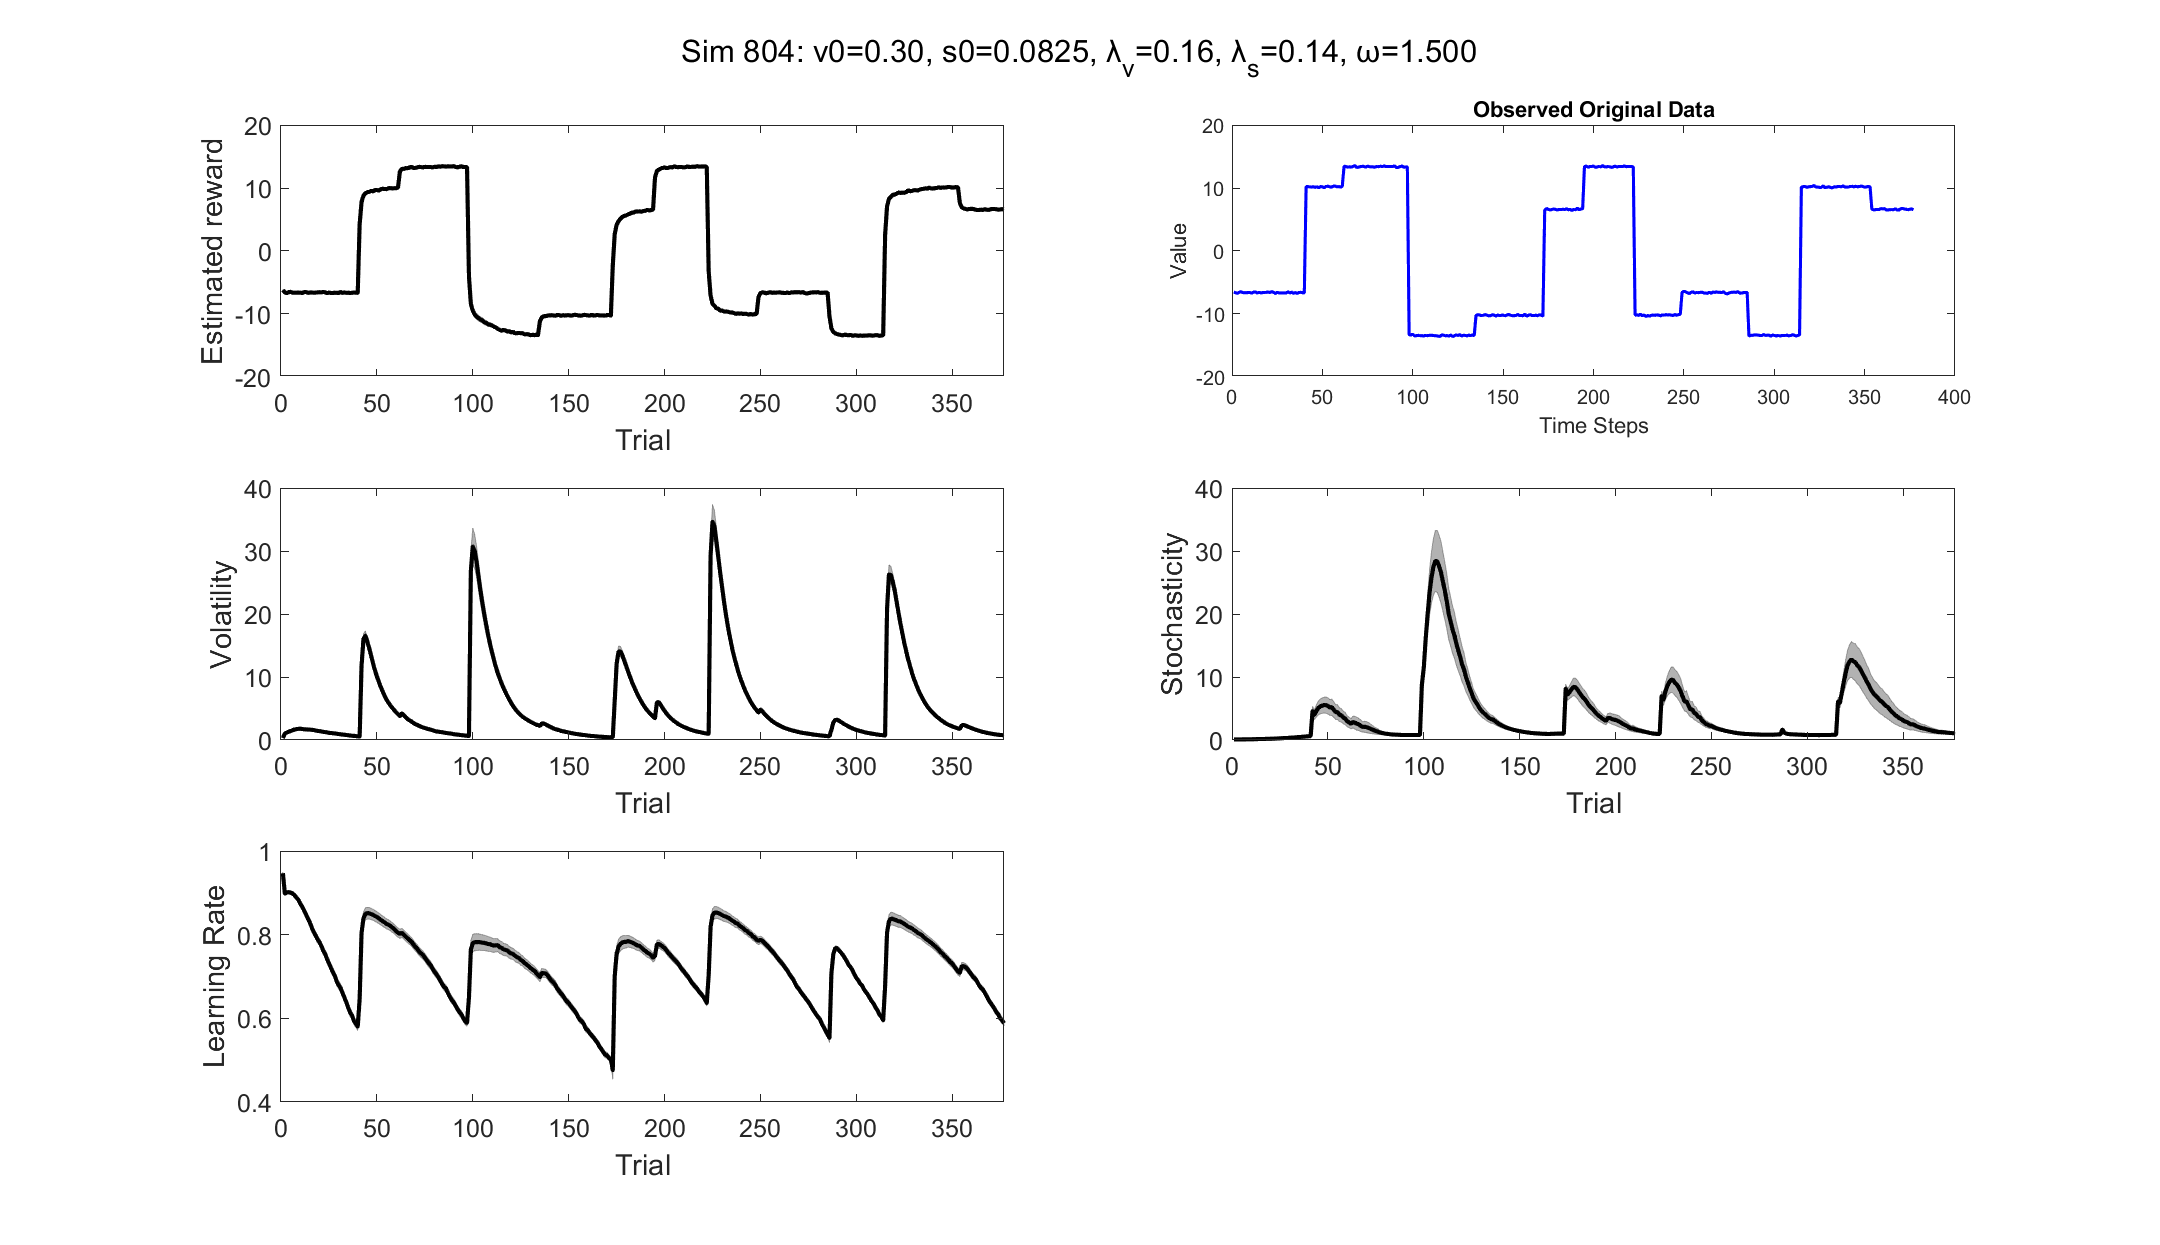 Sim 804: v0=0.30, s0=0.0825, λv=0.16, λs=0.14, ω=1.500
Estimated reward
20
10
0
-10
-20
0 50 100 150 200 250 300 350
Trial
Observed Original Data
Value
20
10
0
-10
-20
0 50 100 150 200 250 300 350 400
Time Steps
Volatility
40
30
20
10
0
0 50 100 150 200 250 300 350
Trial
Stochasticity
40
30
20
10
0
0 50 100 150 200 250 300 350
Trial
Learning Rate
1
0.8
0.6
0.4
0 50 100 150 200 250 300 350
Trial